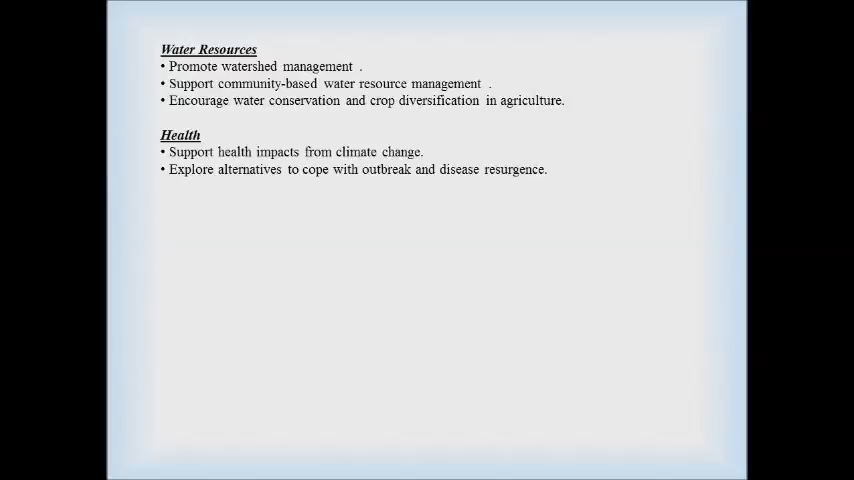 Water Resources
• Promote watershed management .
• Support community-based water resource management .
• Encourage water conservation and crop diversification in agriculture.
Health
• Support health impacts from climate change.
• Explore alternatives to cope with outbreak and disease resurgence.